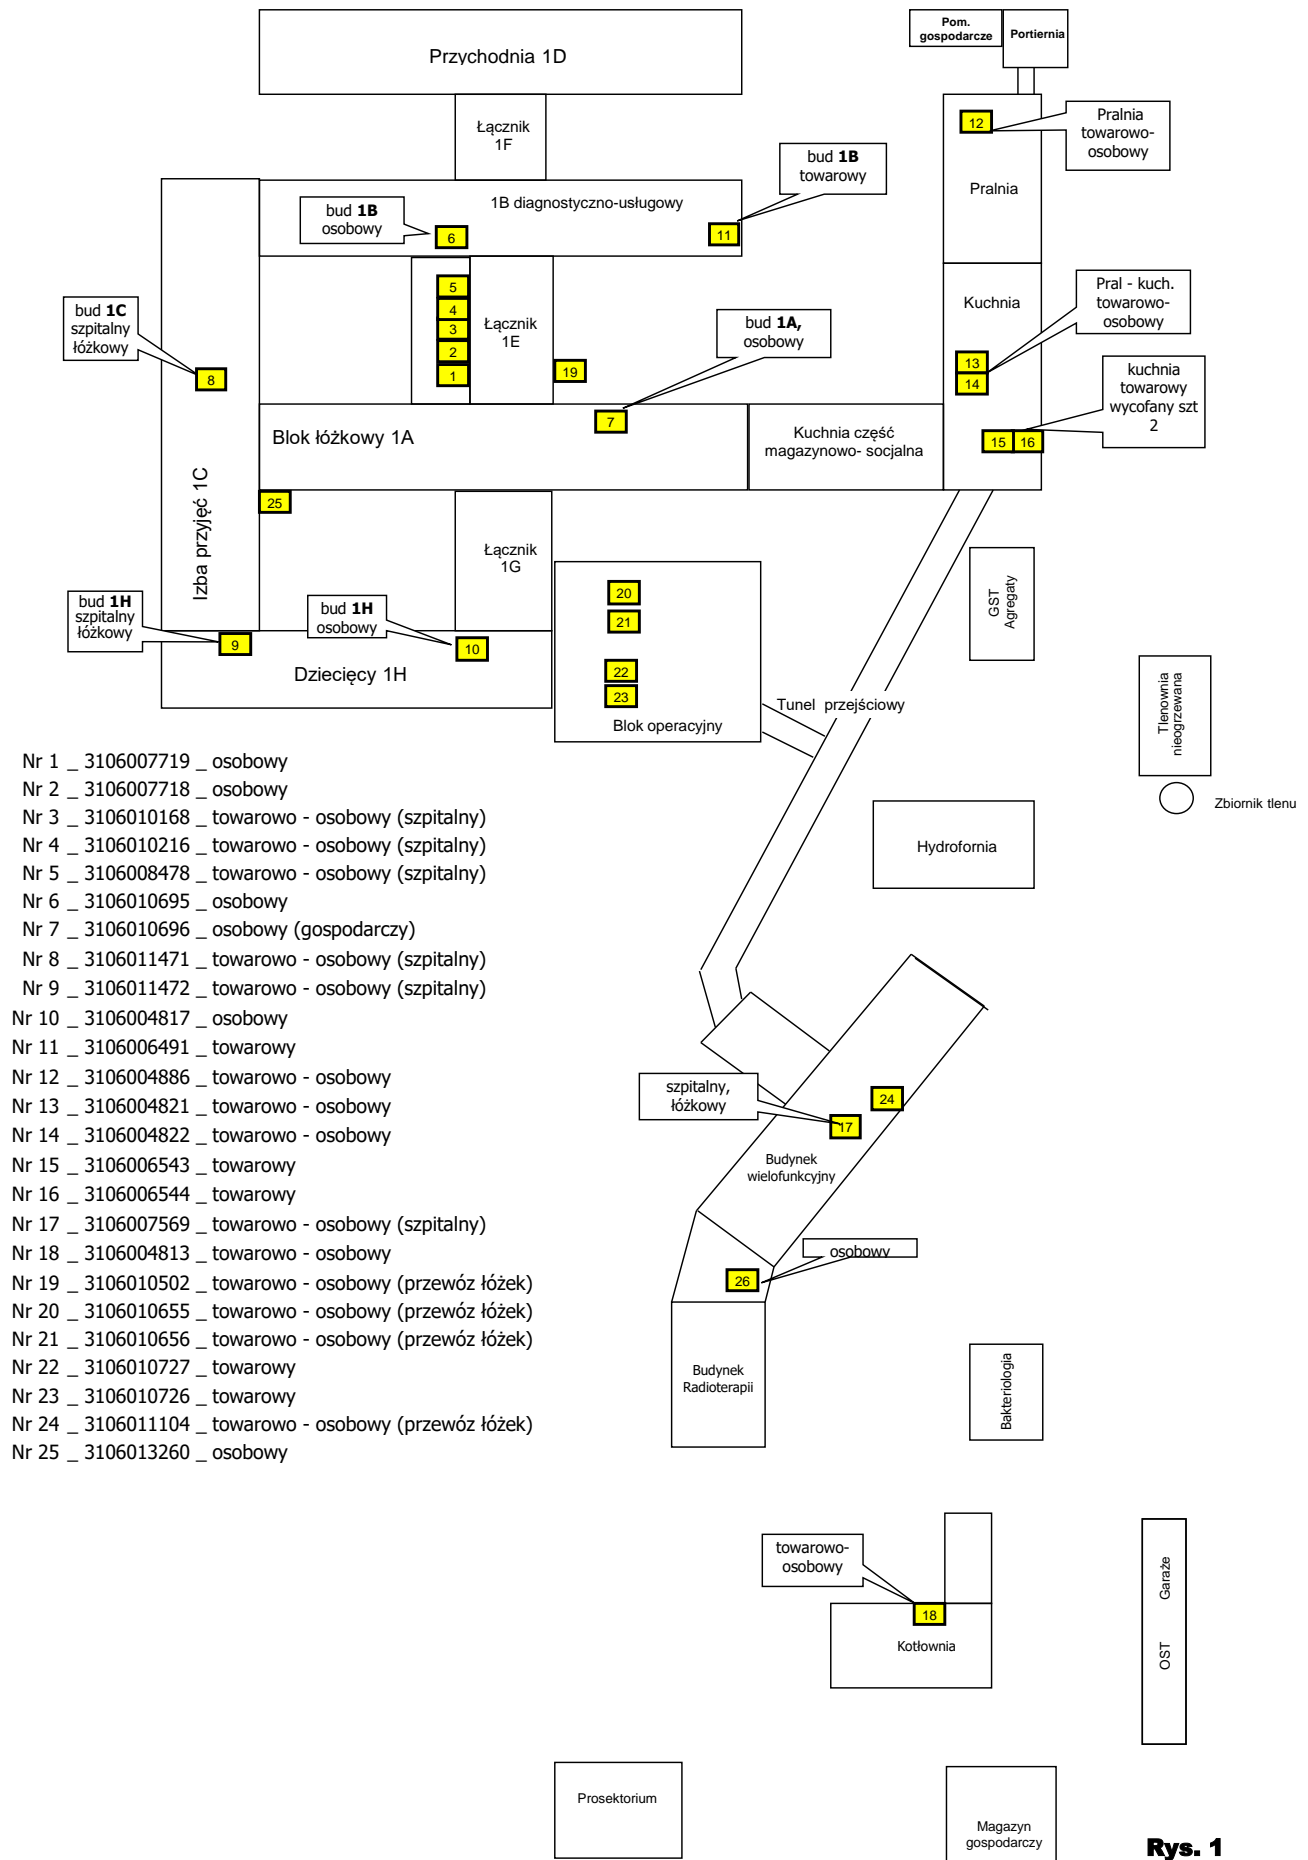 Pom.
gospodarcze
Portiernia
Przychodnia 1D
Łącznik
1F
12
Pralnia
towarowo-
osobowy
bud 1B
towarowy
Pralnia
1B diagnostyczno-usługowy
bud 1B
osobowy
6
11
5
4
3
2
1
Łącznik
1E
19
bud 1C
szpitalny
łóżkowy
8
bud 1A,
osobowy
7
Kuchnia
Pral - kuch.
towarowo-
osobowy
13
14
kuchnia
towarowy
wycofany szt
2
15
16
Blok łóżkowy 1A
Kuchnia część
magazynowo- socjalna
Izba przyjęć 1C
25
Łącznik
1G
GST
Agregaty
bud 1H
szpitalny
łóżkowy
9
bud 1H
osobowy
10
Dziecięcy 1H
20
21
22
23
Blok operacyjny
Tunel przejściowy
Tlenownia
nieogrzewana
Zbiornik tlenu
Hydrofornia
Nr 1 _ 3106007719 _ osobowy
Nr 2 _ 3106007718 _ osobowy
Nr 3 _ 3106010168 _ towarowo - osobowy (szpitalny)
Nr 4 _ 3106010216 _ towarowo - osobowy (szpitalny)
Nr 5 _ 3106008478 _ towarowo - osobowy (szpitalny)
Nr 6 _ 3106010695 _ osobowy
Nr 7 _ 3106010696 _ osobowy (gospodarczy)
Nr 8 _ 3106011471 _ towarowo - osobowy (szpitalny)
Nr 9 _ 3106011472 _ towarowo - osobowy (szpitalny)
Nr 10 _ 3106004817 _ osobowy
Nr 11 _ 3106006491 _ towarowy
Nr 12 _ 3106004886 _ towarowo - osobowy
Nr 13 _ 3106004821 _ towarowo - osobowy
Nr 14 _ 3106004822 _ towarowo - osobowy
Nr 15 _ 3106006543 _ towarowy
Nr 16 _ 3106006544 _ towarowy
Nr 17 _ 3106007569 _ towarowo - osobowy (szpitalny)
Nr 18 _ 3106004813 _ towarowo - osobowy
Nr 19 _ 3106010502 _ towarowo - osobowy (przewóz łóżek)
Nr 20 _ 3106010655 _ towarowo - osobowy (przewóz łóżek)
Nr 21 _ 3106010656 _ towarowo - osobowy (przewóz łóżek)
Nr 22 _ 3106010727 _ towarowy
Nr 23 _ 3106010726 _ towarowy
Nr 24 _ 3106011104 _ towarowo - osobowy (przewóz łóżek)
Nr 25 _ 3106013260 _ osobowy
szpitalny,
łóżkowy
24
17
Budynek
wielofunkcyjny
osobowy
26
Budynek
Radioterapii
Bakteriologia
towarowo-
osobowy
18
Kotłownia
OST Garaże
Prosektorium
Magazyn
gospodarczy
Rys. 1